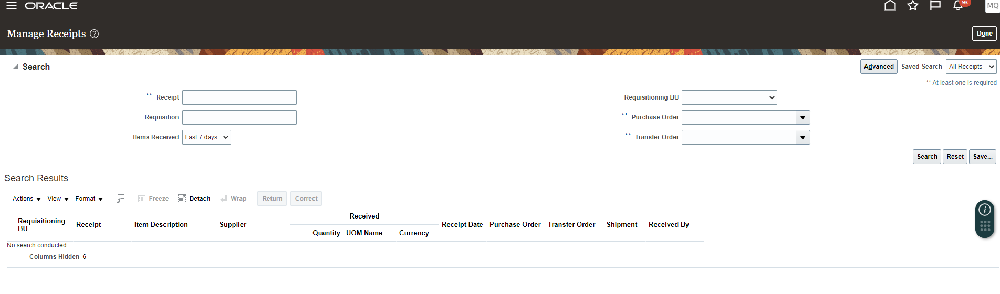 ORACLE
93
MQ
Manage Receipts ?
Done
Search
Advanced Saved Search All Receipts
** At least one is required
** Receipt
Requisitioning BU
Requisition
** Purchase Order
Items Received Last 7 days
** Transfer Order
Search Reset Save...
Search Results
Actions View Format Freeze Detach Wrap Return Correct
Received
Requisitioning BU Receipt Item Description Supplier Quantity UOM Name Currency Receipt Date Purchase Order Transfer Order Shipment Received By
No search conducted.
Columns Hidden 6
i